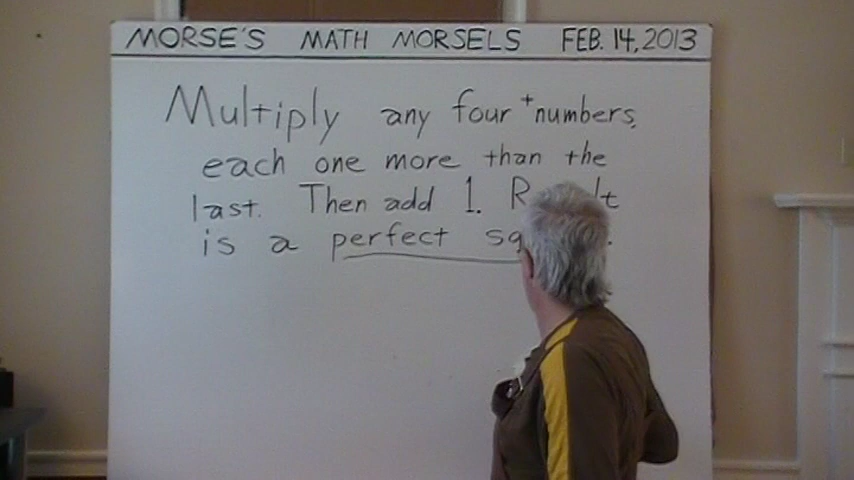 MORSE'S MATH MORSELS FEB. 14, 2013
Multiply any four +numbers,
each one more than the
last. Then add 1.
is a perfect